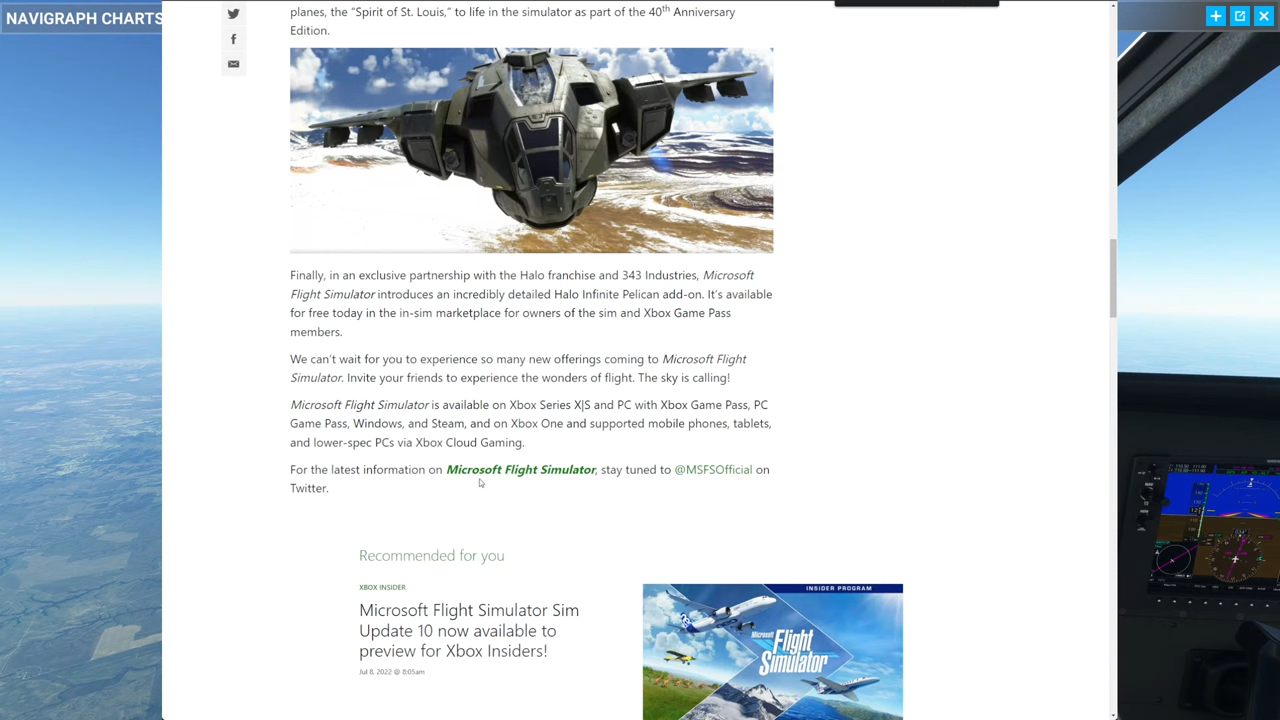 NAVIGRAPH CHARTS
planes, the “Spirit of St. Louis,” to life in the simulator as part of the 40th Anniversary
Edition.
Finally, in an exclusive partnership with the Halo franchise and 343 Industries, Microsoft
Flight Simulator introduces an incredibly detailed Halo Infinite Pelican add-on. It’s available
for free today in the in-sim marketplace for owners of the sim and Xbox Game Pass
members.
We can’t wait for you to experience so many new offerings coming to Microsoft Flight
Simulator. Invite your friends to experience the wonders of flight. The sky is calling!
Microsoft Flight Simulator is available on Xbox Series X|S and PC with Xbox Game Pass, PC
Game Pass, Windows, and Steam, and on Xbox One and supported mobile phones, tablets,
and lower-spec PCs via Xbox Cloud Gaming.
For the latest information on Microsoft Flight Simulator, stay tuned to @MSFSOfficial on
Twitter.
Recommended for you
XBOX INSIDER
Microsoft Flight Simulator Sim
Update 10 now available to
preview for Xbox Insiders!
Jul 8, 2022 @ 8:05am
INSIDER PROGRAM
Microsoft
Flight
Simulator